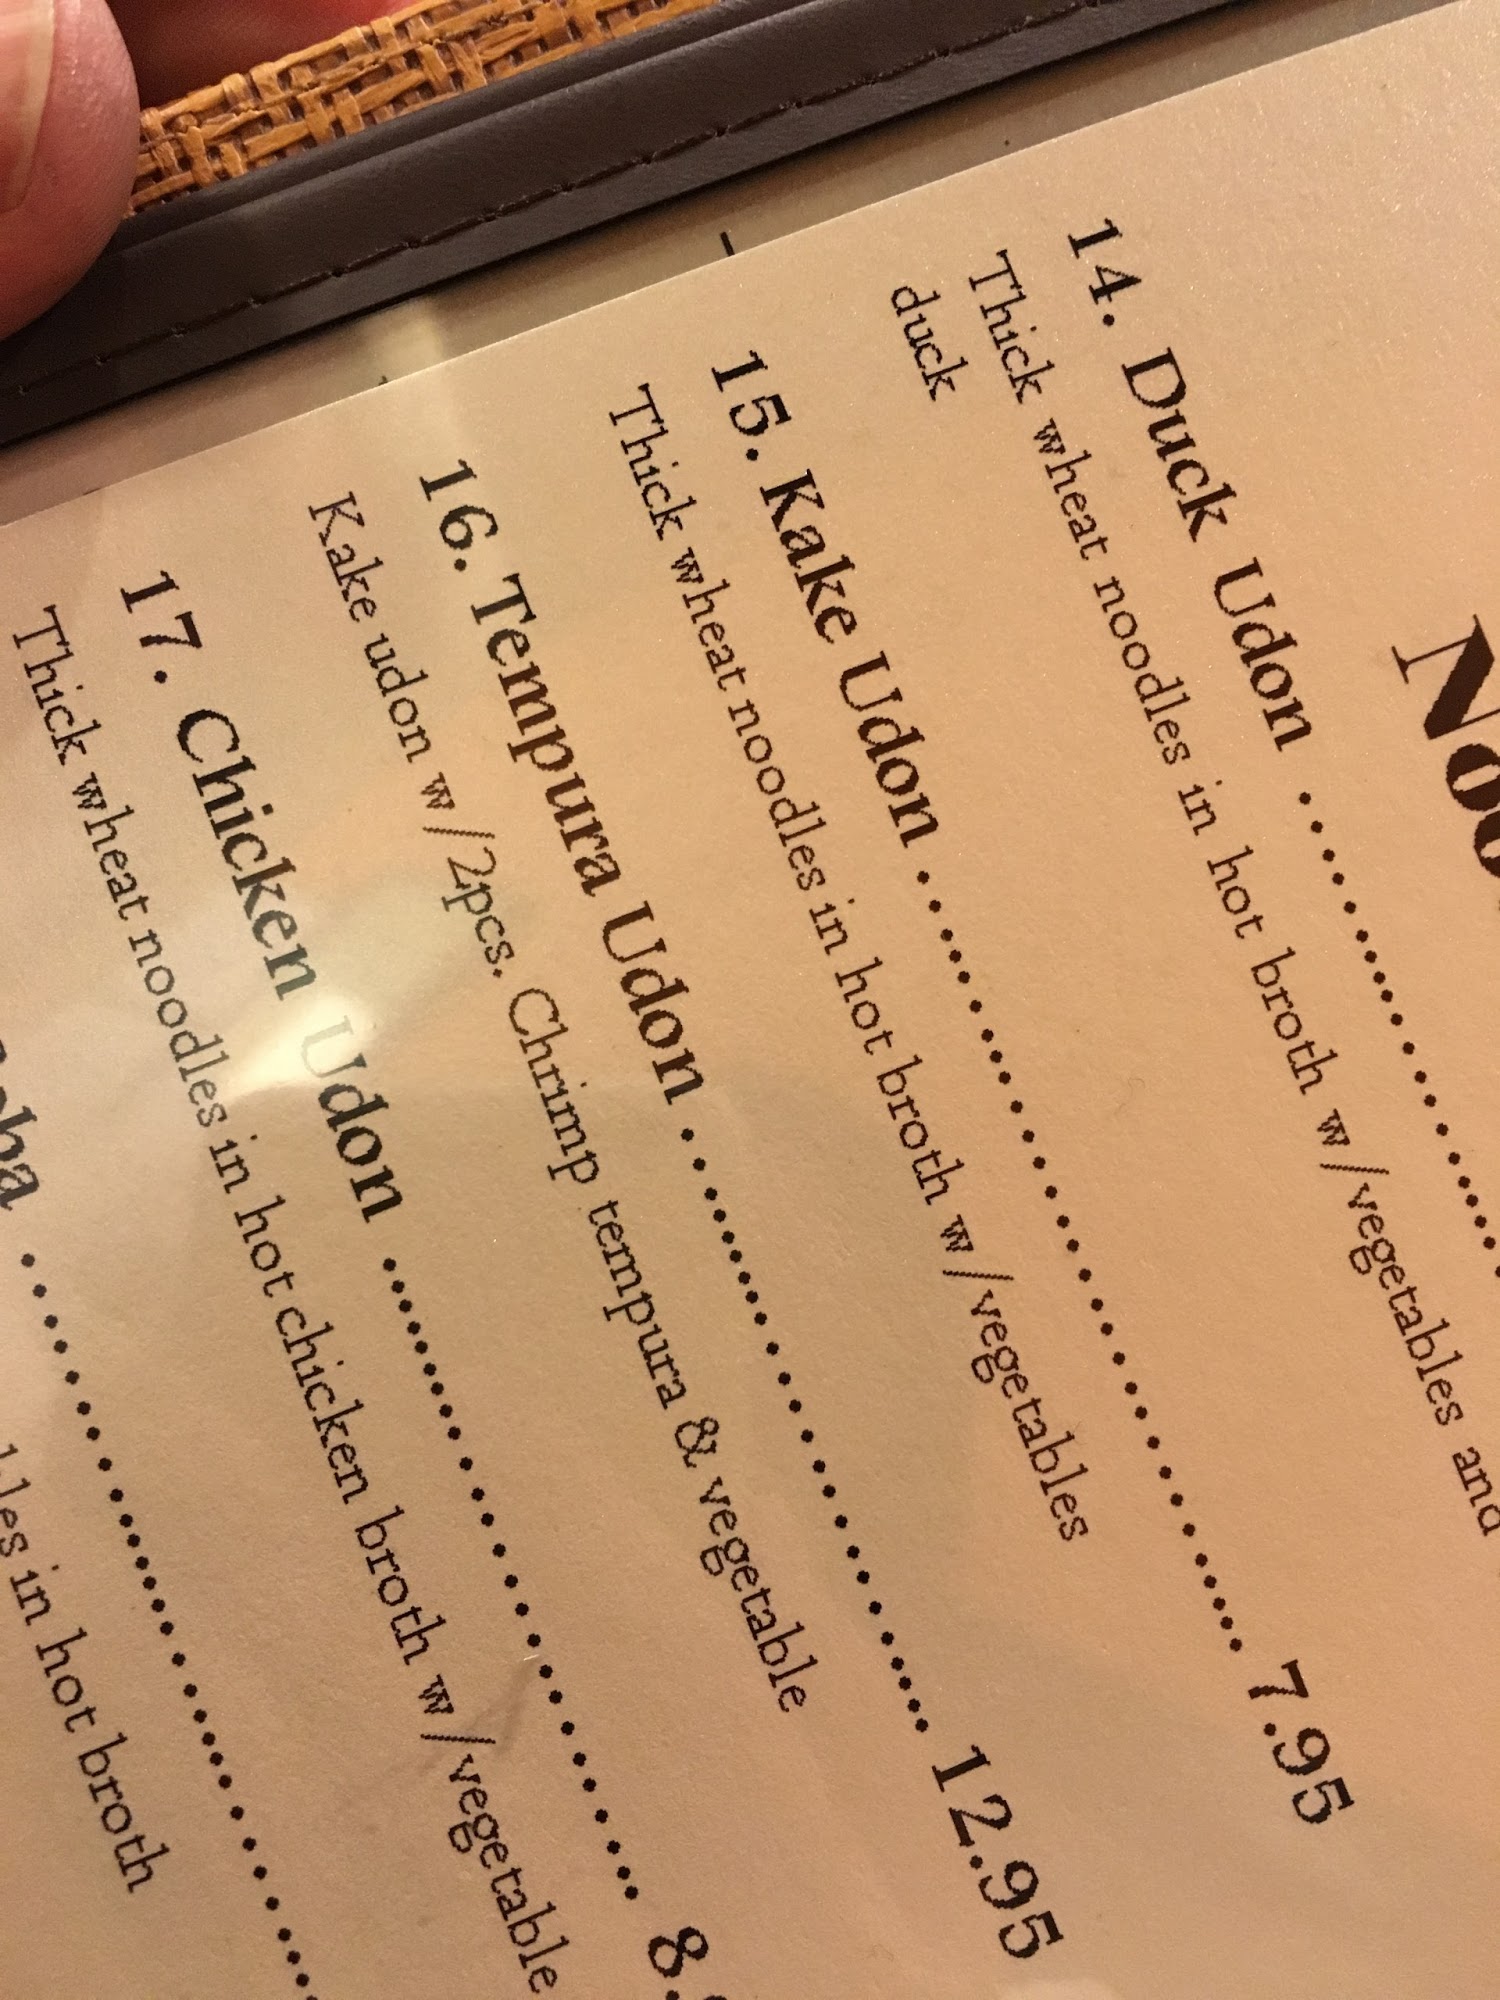 14. Duck Udon ..............................
Thick wheat noodles in hot broth w/vegetables and
duck
15. Kake Udon .............................. 7.95
Thick wheat noodles in hot broth w/vegetables
16. Tempura Udon .............................. 12.95
Kake udon w/2pcs. Chrimp tempura & vegetable
17. Chicken Udon .............................. 8.
Thick wheat noodles in hot chicken broth w/vegetable
in hot broth